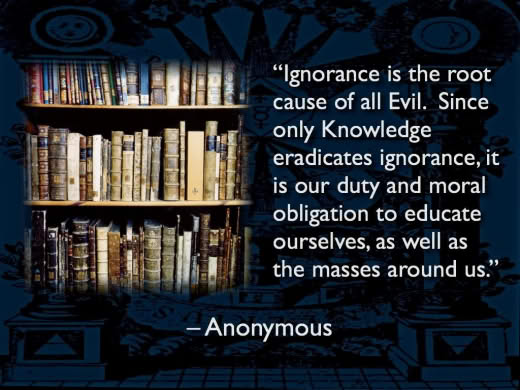 “Ignorance is the root
cause of all Evil.  Since
only Knowledge
eradicates ignorance, it
is our duty and moral
obligation to educate
ourselves, as well as
the masses around us.”
– Anonymous